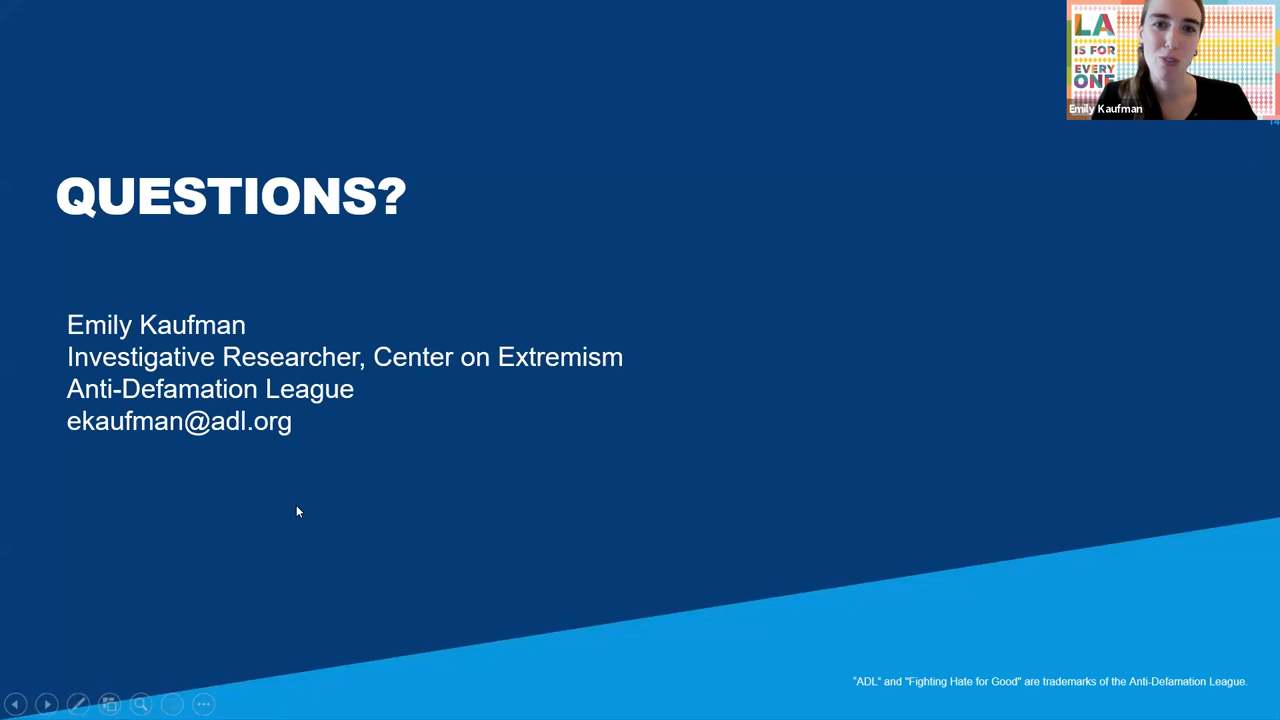 LA
IS FOR
EVERY
ONE
Emily Kaufman
QUESTIONS?
Emily Kaufman
Investigative Researcher, Center on Extremism
Anti-Defamation League
ekaufman@adl.org
"ADL" and "Fighting Hate for Good" are trademarks of the Anti-Defamation League.